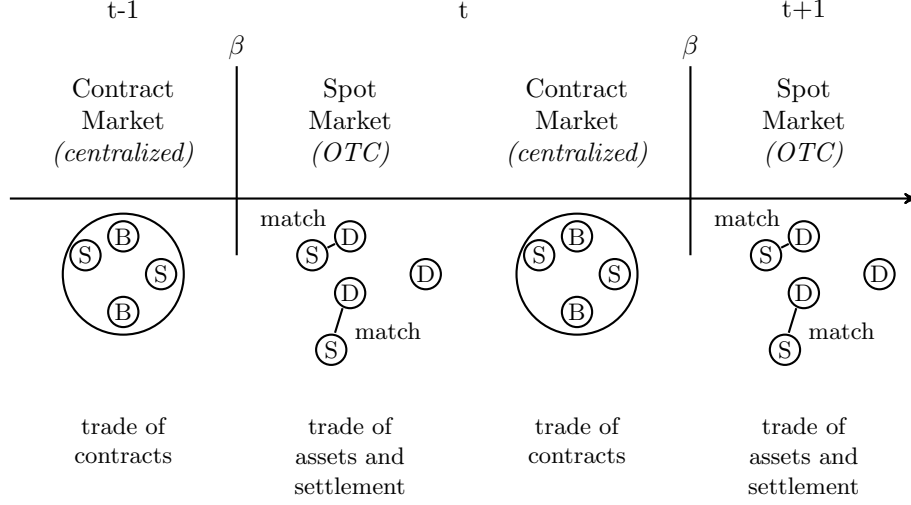 t-1
t
t+1
β
β
Contract
Market
(centralized)
Spot
Market
(OTC)
Contract
Market
(centralized)
Spot
Market
(OTC)
match
B
S
S
B
D
S
D
D
match
S
B
S
S
B
match
D
S
D
D
match
S
trade of
contracts
trade of
assets and
settlement
trade of
contracts
trade of
assets and
settlement